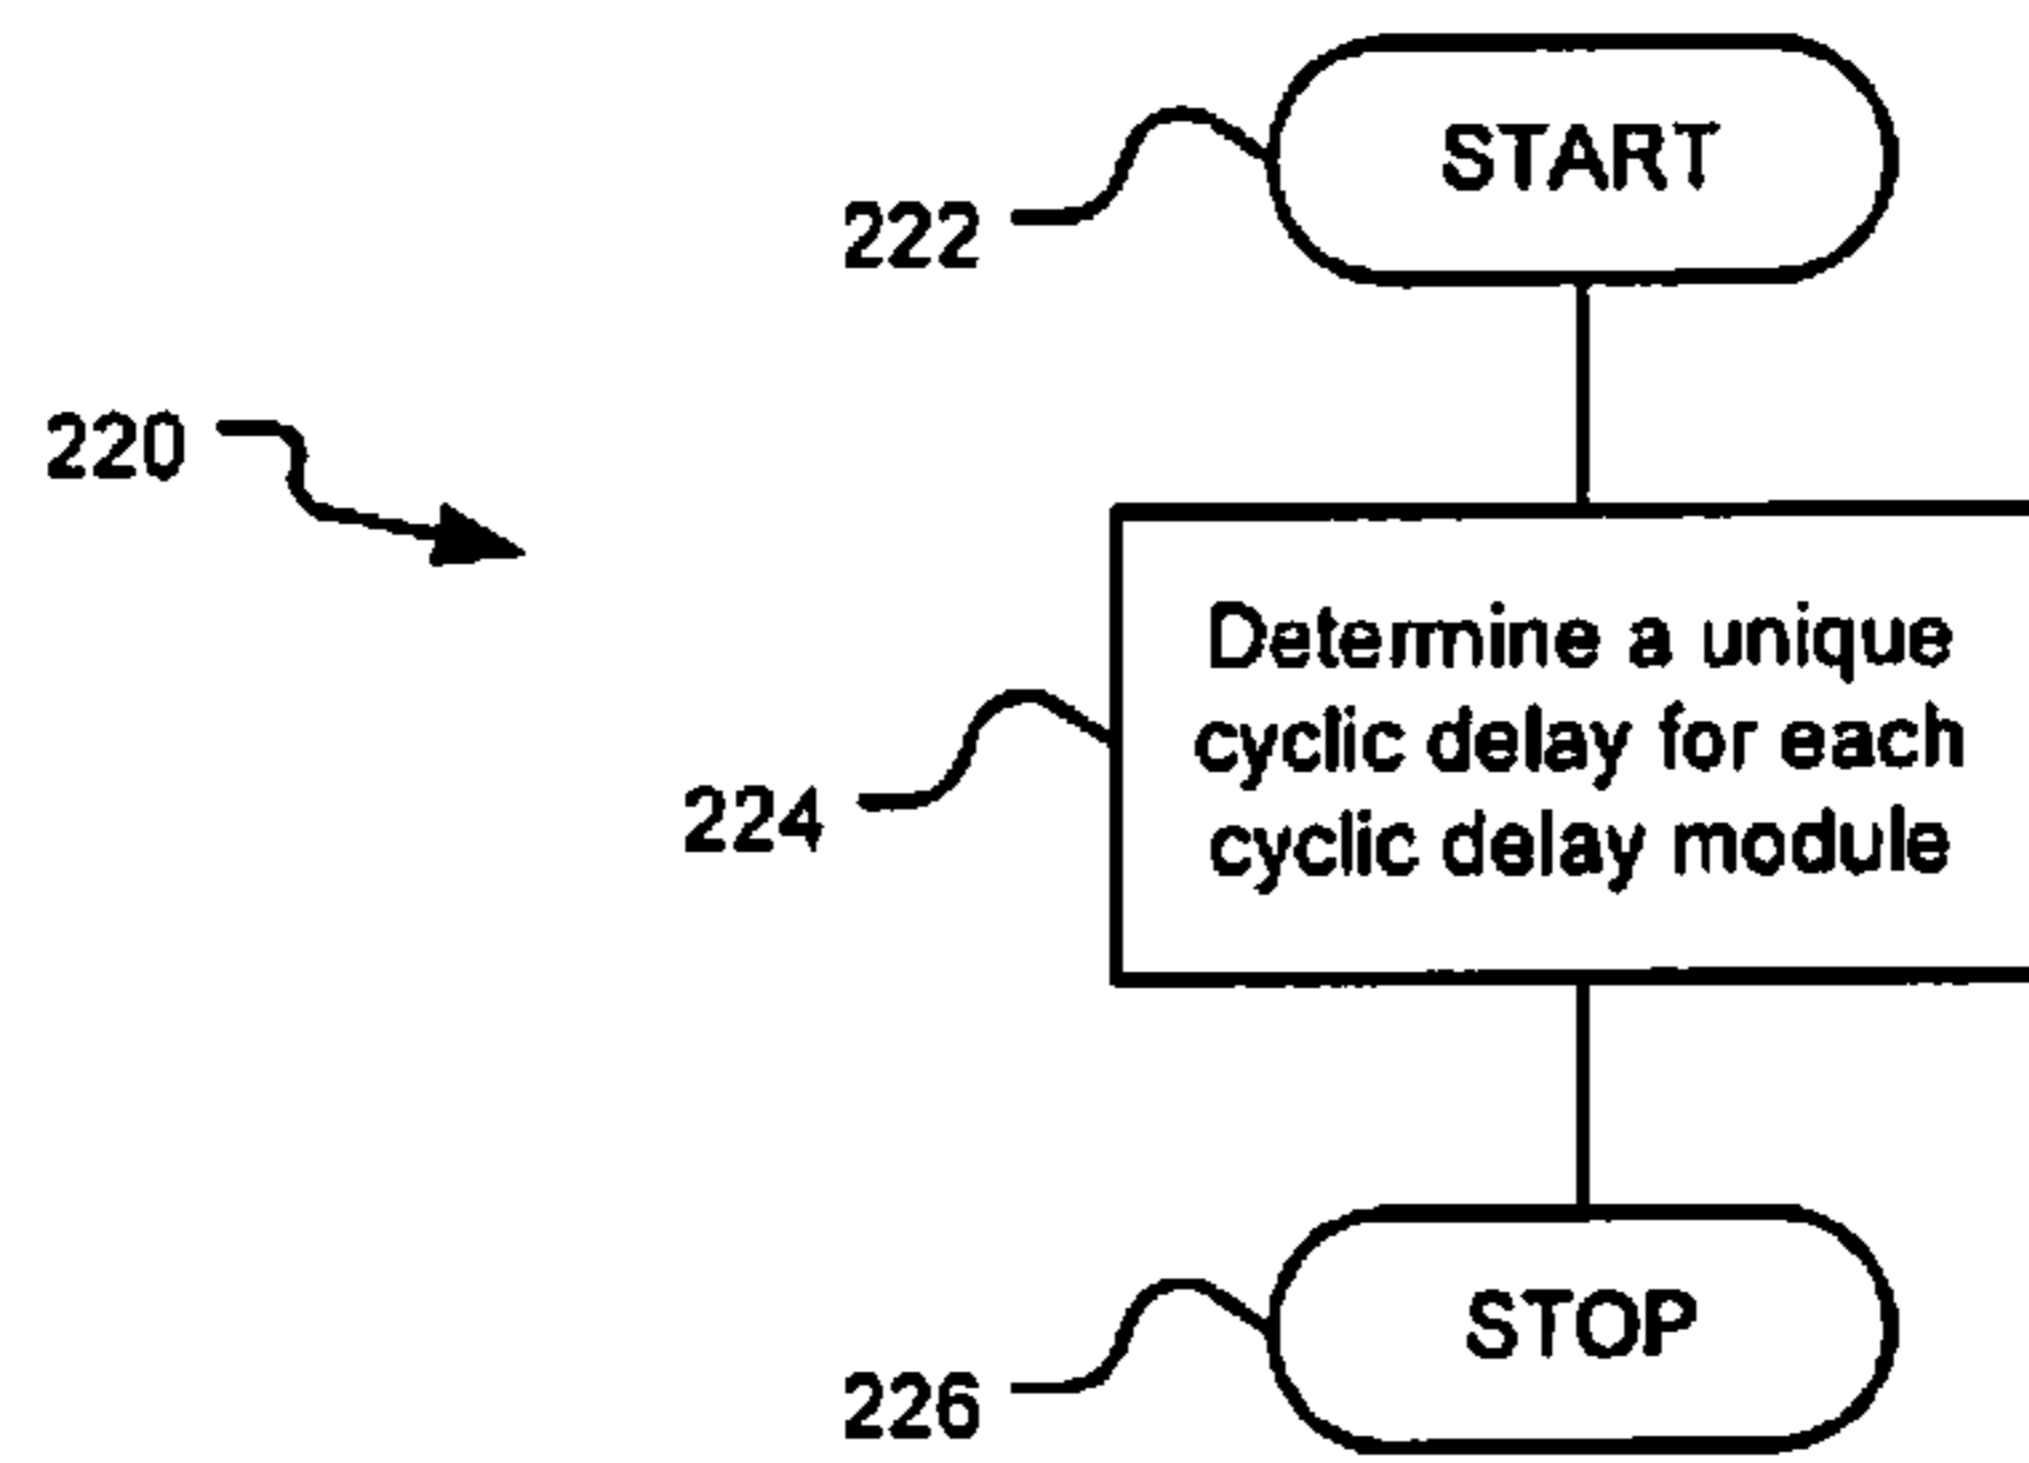 START
222
220
Determine a unique
cyclic delay for each
cyclic delay module
224
STOP
226